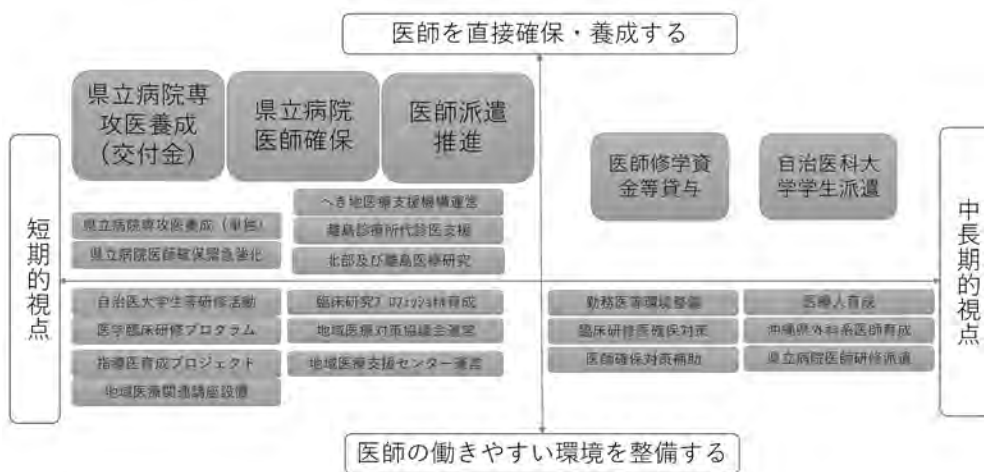 医師を直接確保・養成する
県立病院専
攻医養成
(交付金)
県立病院
医師確保
医師派遣
推進
医師修学資
金等貸与
自治医科大
学学生派遣
短期的視点
中長期的視点
へき地医療支援機構運営
県立病院専攻医養成(単独)
離島診療所代診医支援
県立病院医師確保緊急強化
北部及び離島医療研究
自治医大学生等研修活動
臨床研究プロフェッショナル育成
勤務医等環境整備
医療人育成
医学臨床研修プログラム
地域医療対策協議会運営
臨床研修医確保対策
沖縄県外科系医師育成
指導医育成プロジェクト
地域医療支援センター運営
医師確保対策補助
県立病院医師研修派遣
地域医療関連講座設置
医師の働きやすい環境を整備する